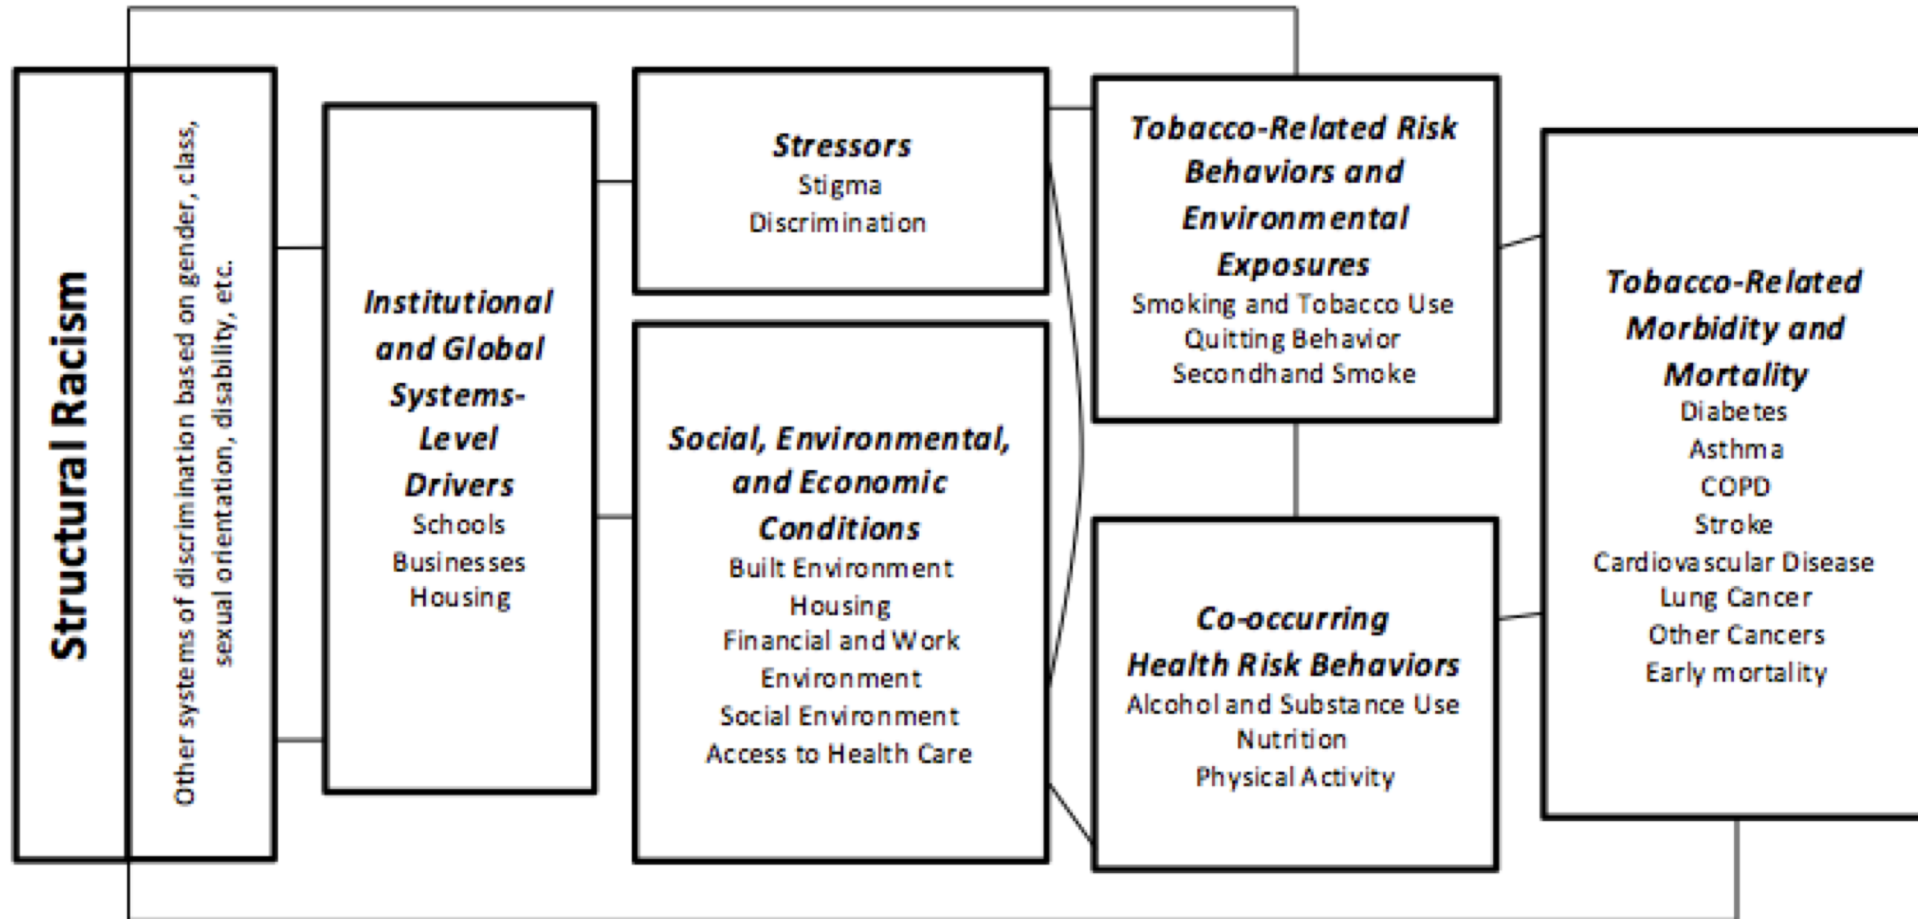 Structural Racism
Other systems of discrimination based on gender, class,
sexual orientation, disability, etc.
Institutional
and Global
Systems-
Level
Drivers
Schools
Businesses
Housing
Stressors
Stigma
Discrimination
Social, Environmental,
and Economic
Conditions
Built Environment
Housing
Financial and Work
Environment
Social Environment
Access to Health Care
Tobacco-Related Risk
Behaviors and
Environmental
Exposures
Smoking and Tobacco Use
Quitting Behavior
Secondhand Smoke
Co-occurring
Health Risk Behaviors
Alcohol and Substance Use
Nutrition
Physical Activity
Tobacco-Related
Morbidity and
Mortality
Diabetes
Asthma
COPD
Stroke
Cardiovascular Disease
Lung Cancer
Other Cancers
Early mortality